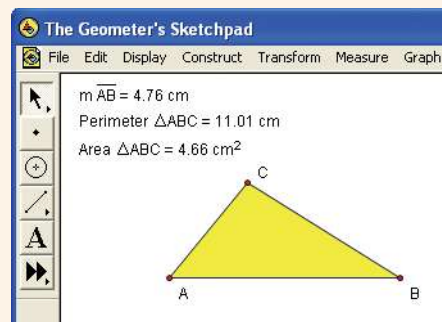 The Geometer's Sketchpad
File Edit Display Construct Transform Measure Graph
m AB = 4.76 cm
Perimeter △ABC = 11.01 cm
Area △ABC = 4.66 cm²
C
A
A B